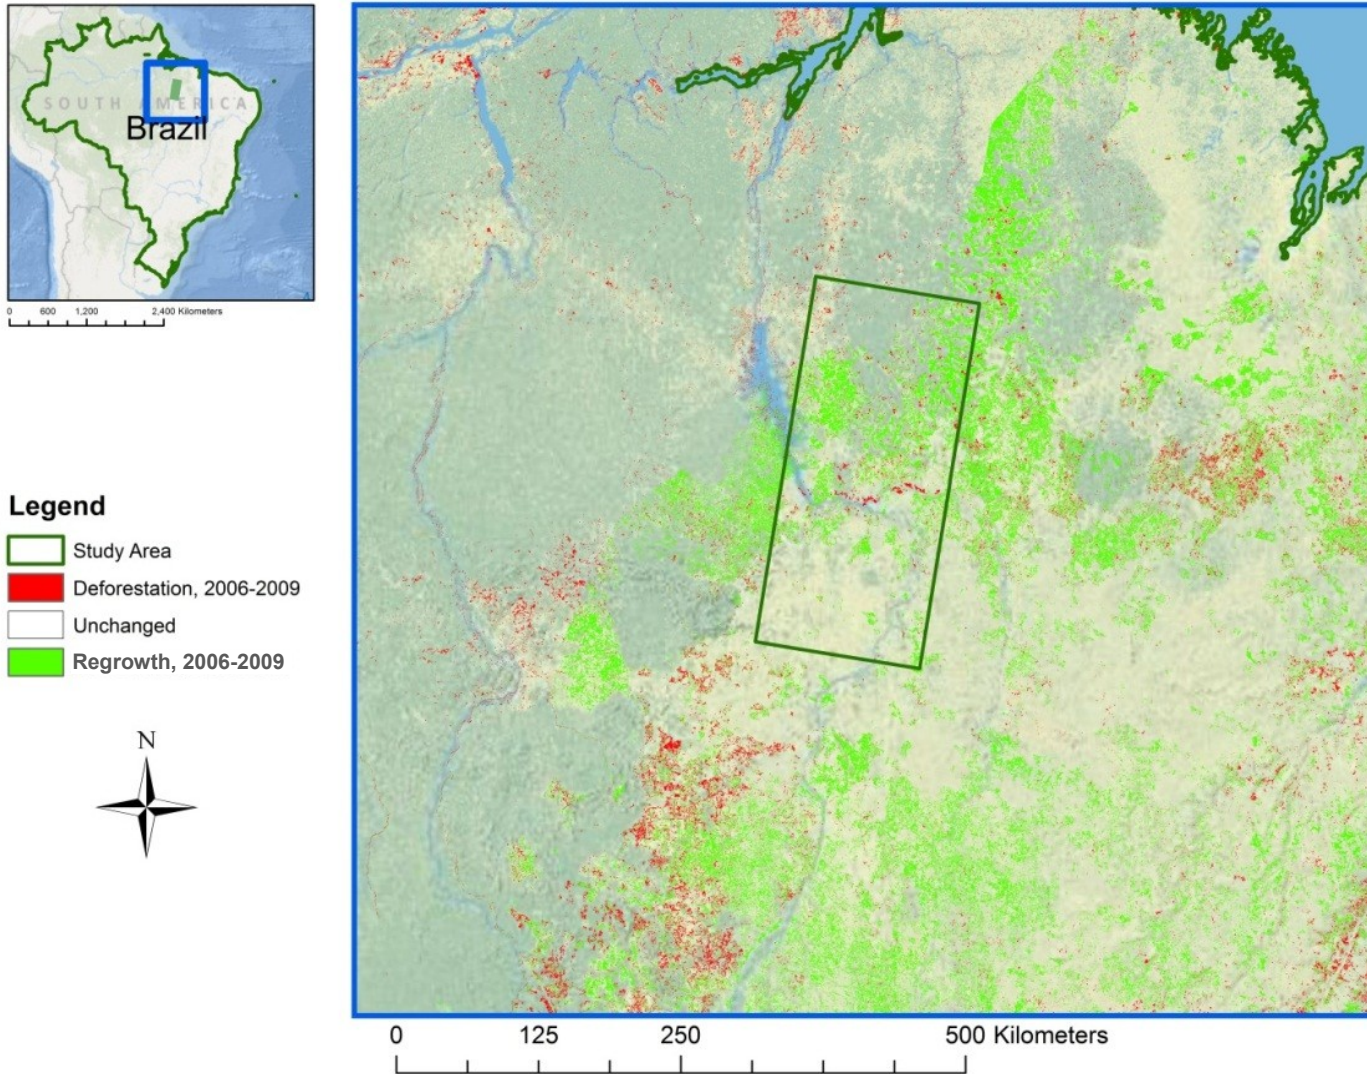 SOUTH AMERICA
Brazil
0 600 1,200 2,400 Kilometers
Legend
Study Area
Deforestation, 2006-2009
Unchanged
Regrowth, 2006-2009
N
0 125 250 500 Kilometers